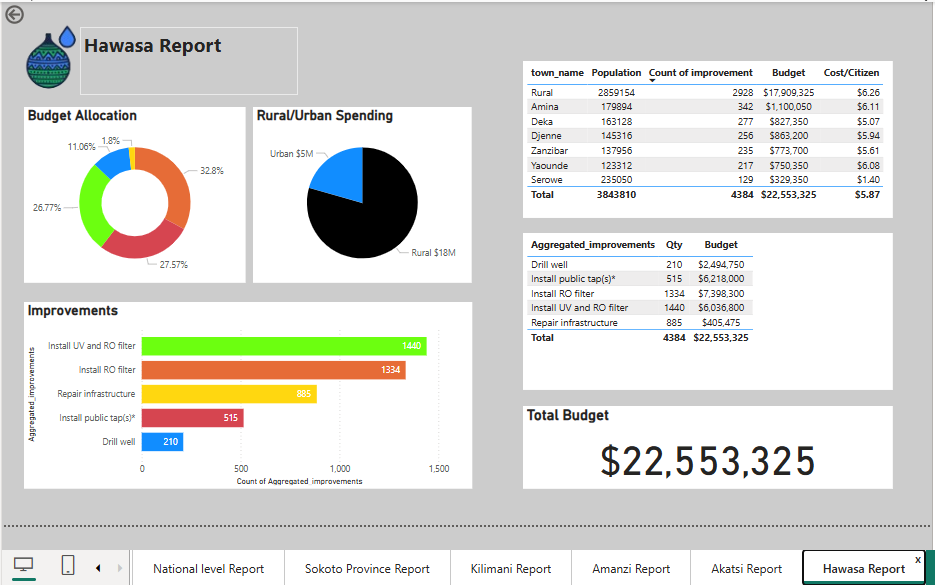 Hawasa Report
Budget Allocation
1.8%
11.06%
32.8%
26.77%
27.57%
Rural/Urban Spending
Urban $5M
Rural $18M
Improvements
Aggregated_improvements
Install UV and RO filter 1440
Install RO filter 1334
Repair infrastructure 885
Install public tap(s)* 515
Drill well 210
0 500 1,000 1,500
Count of Aggregated_improvements
town_name Population Count of improvement Budget Cost/Citizen
Rural 2859154 2928 $17,909,325 $6.26
Amina 179894 342 $1,100,050 $6.11
Deka 163128 277 $827,350 $5.07
Djenne 145316 256 $863,200 $5.94
Zanzibar 137956 235 $773,700 $5.61
Yaounde 123312 217 $750,350 $6.08
Serowe 235050 129 $329,350 $1.40
Total 3843810 4384 $22,553,325 $5.87
Aggregated_improvements Qty Budget
Drill well 210 $2,494,750
Install public tap(s)* 515 $6,218,000
Install RO filter 1334 $7,398,300
Install UV and RO filter 1440 $6,036,800
Repair infrastructure 885 $405,475
Total 4384 $22,553,325
Total Budget
$22,553,325
National level Report Sokoto Province Report Kilimani Report Amanzi Report Akatsi Report Hawasa Report x